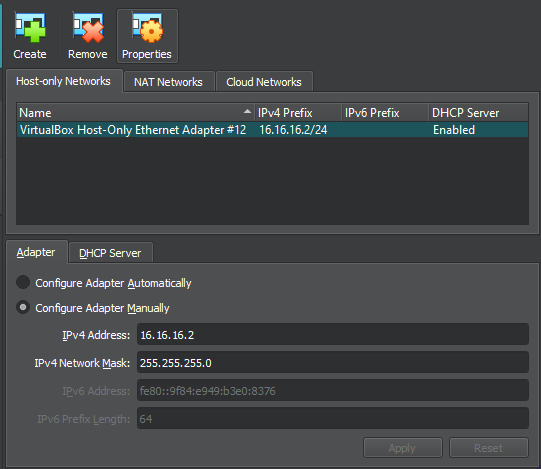 Create Remove Properties
Host-only Networks NAT Networks Cloud Networks
Name IPv4 Prefix IPv6 Prefix DHCP Server
VirtualBox Host-Only Ethernet Adapter #12 16.16.16.2/24 Enabled
Adapter DHCP Server
Configure Adapter Automatically
Configure Adapter Manually
IPv4 Address: 16.16.16.2
IPv4 Network Mask: 255.255.255.0
IPv6 Address: fe80::9f84:e949:b3e0:8376
IPv6 Prefix Length: 64
Apply Reset